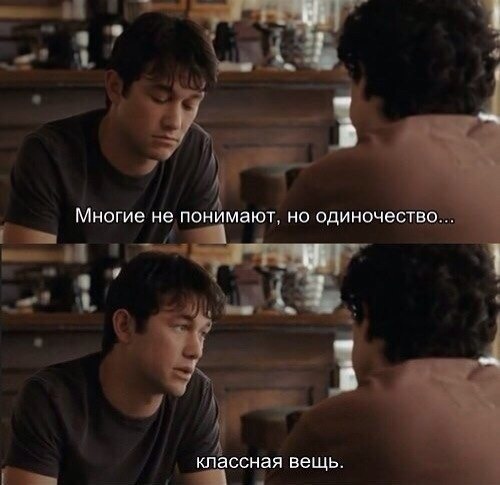 Многие не понимают, но одиночество...
классная вещь.